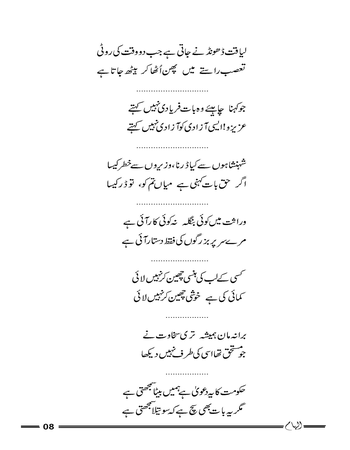 لیاقت ڈھونڈنے جاتی ہے جب دو وقت کی روٹی
تعصب راستے میں پھن اُٹھا کر بیٹھ جاتا ہے
............................
جو کہنا چاہیئے وہ بات فریادی نہیں کہتے
عزیزو! ایسی آزادی کو آزادی نہیں کہتے
............................
شہنشاہوں سے کیا ڈرنا، وزیروں سے خطر کیسا
اگر حق بات کہنی ہے میاں تم کو، تو ڈر کیسا
............................
وراثت میں کوئی بنگلہ نہ کوئی کار آئی ہے
مرے سر پر بزرگوں کی فقط دستار آئی ہے
......................
کسی کے لب کی ہنسی چھین کر نہیں لائی
کمائی کی ہے خوشی چھین کر نہیں لائی
.................
برا نہ مان ہمیشہ تری سخاوت نے
جو مستحق تھا اسی کی طرف نہیں دیکھا
.................
حکومت کا یہ دعویٰ ہے ہمیں بیٹا سمجھتی ہے
مگر یہ بات بھی سچ ہے کہ سوتیلا سمجھتی ہے
08